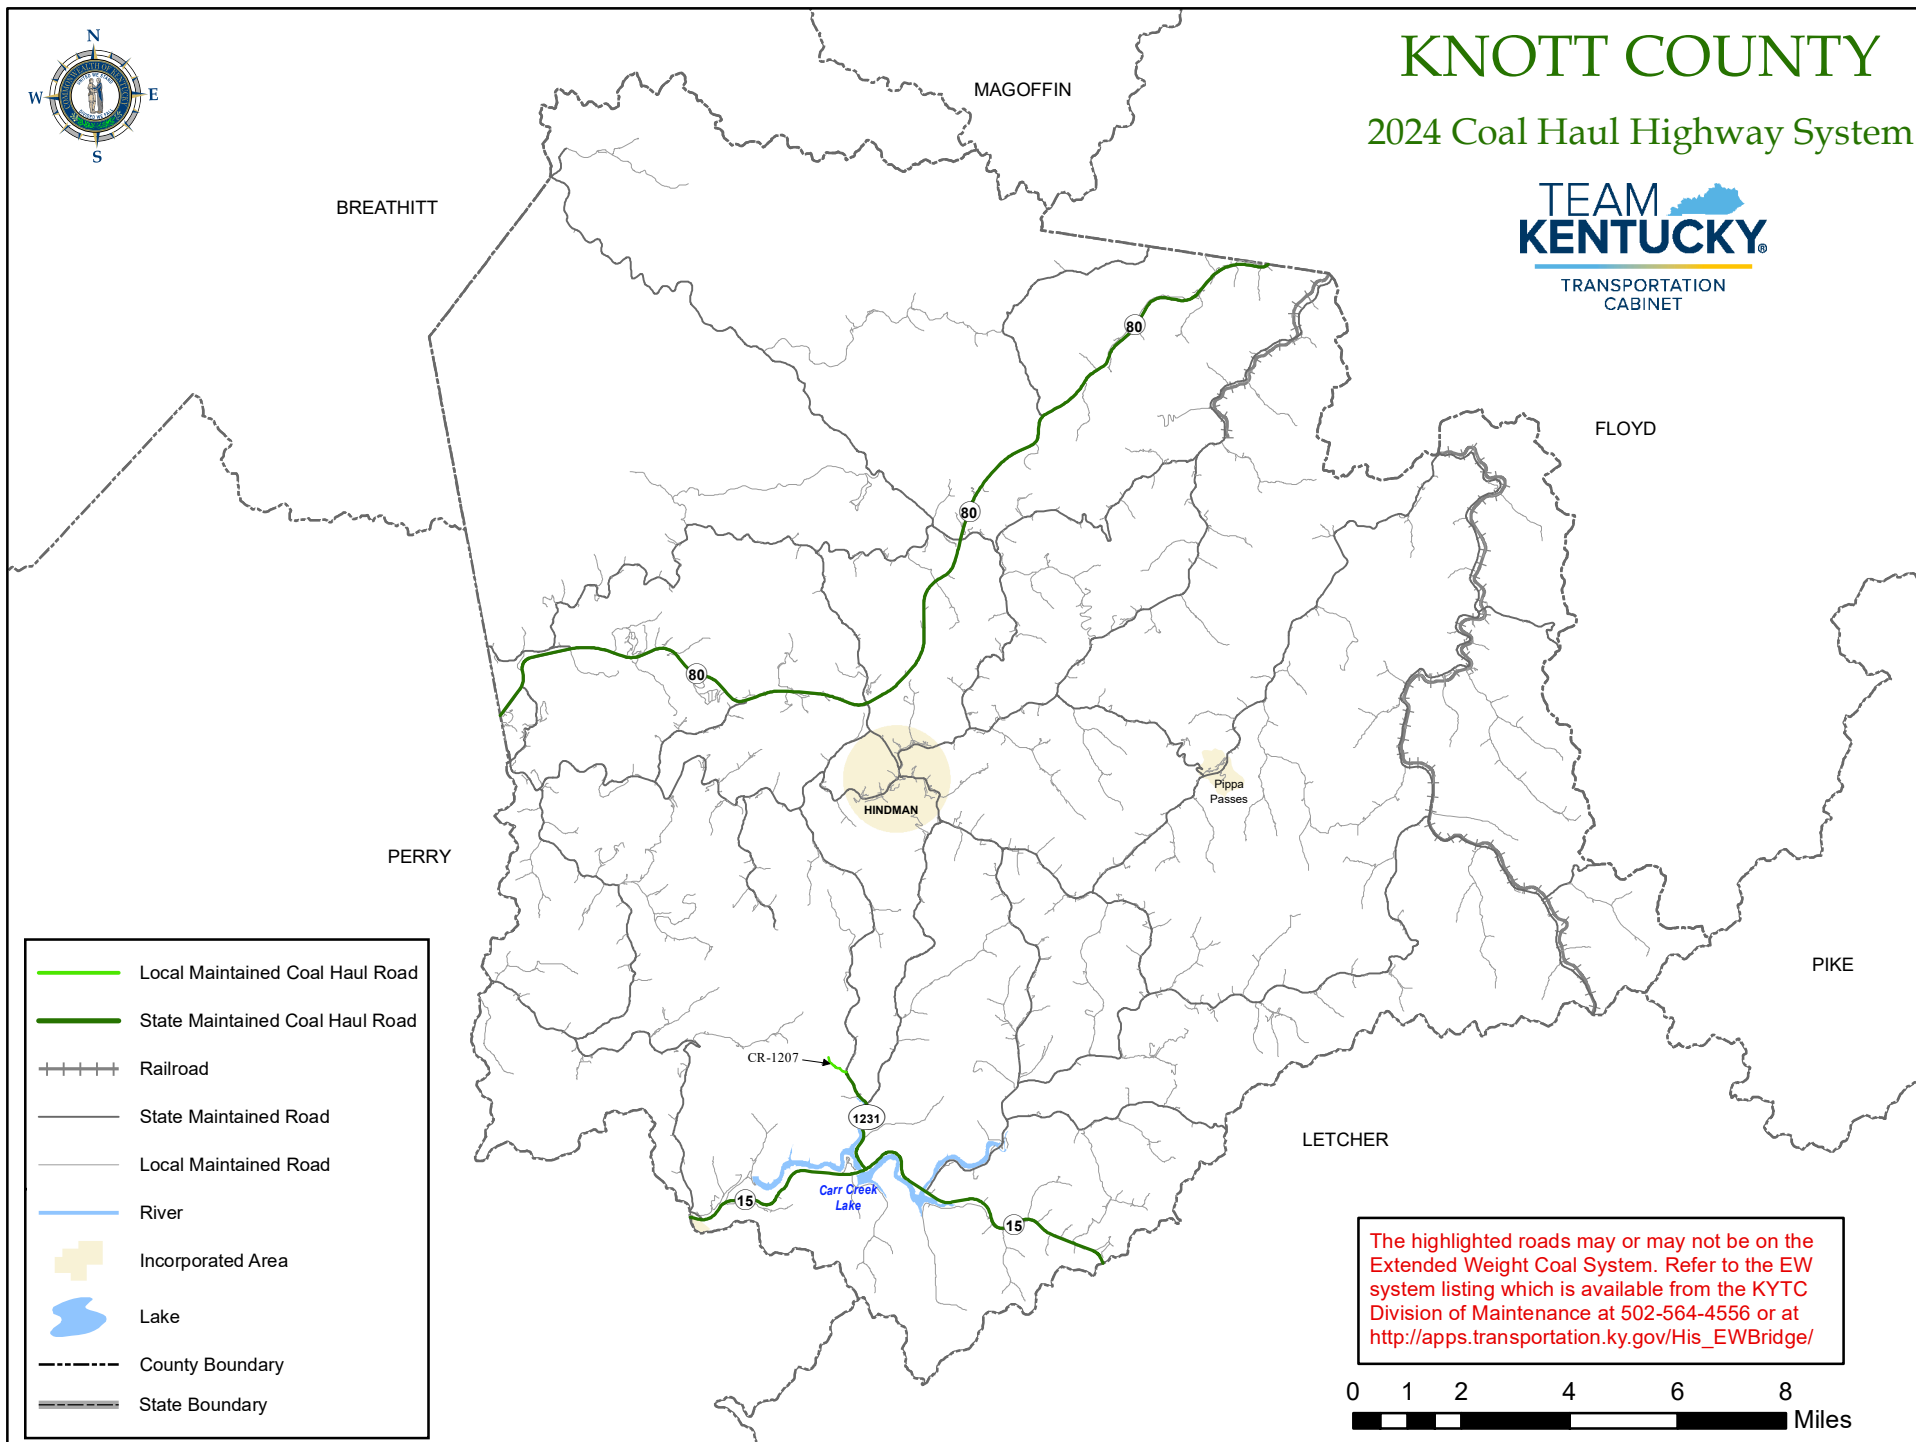 KNOTT COUNTY
2024 Coal Haul Highway System
TEAM
KENTUCKY®
TRANSPORTATION
CABINET
N
W
E
S
MAGOFFIN
BREATHITT
FLOYD
PERRY
PIKE
LETCHER
80
80
80
HINDMAN
Pippa
Passes
CR-1207
1231
Carr Creek
Lake
15
15
Local Maintained Coal Haul Road
State Maintained Coal Haul Road
Railroad
State Maintained Road
Local Maintained Road
River
Incorporated Area
Lake
County Boundary
State Boundary
The highlighted roads may or may not be on the
Extended Weight Coal System. Refer to the EW
system listing which is available from the KYTC
Division of Maintenance at 502-564-4556 or at
http://apps.transportation.ky.gov/His_EWBridge/
0 1 2 4 6 8
Miles